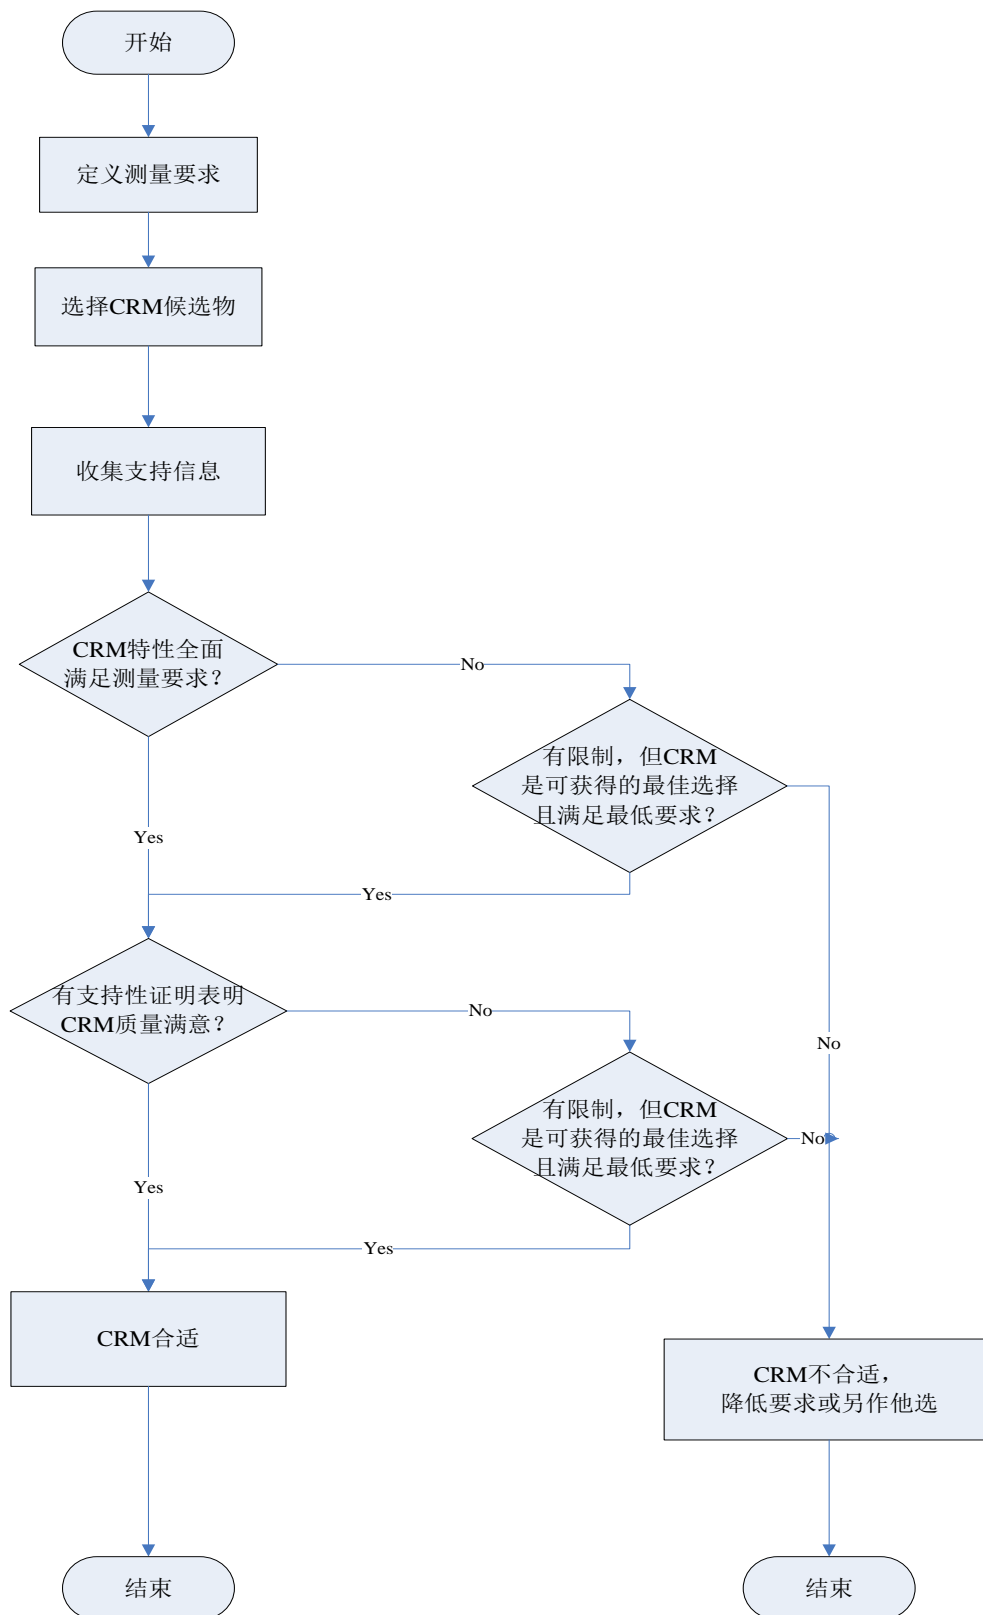 开始
定义测量要求
选择CRM候选物
收集支持信息
CRM特性全面
满足测量要求？
No
有限制，但CRM
是可获得的最佳选择
且满足最低要求？
Yes
Yes
有支持性证明表明
CRM质量满意？
No
No
有限制，但CRM
是可获得的最佳选择
且满足最低要求？
No
Yes
Yes
CRM合适
CRM不合适，
降低要求或另作他选
结束
结束